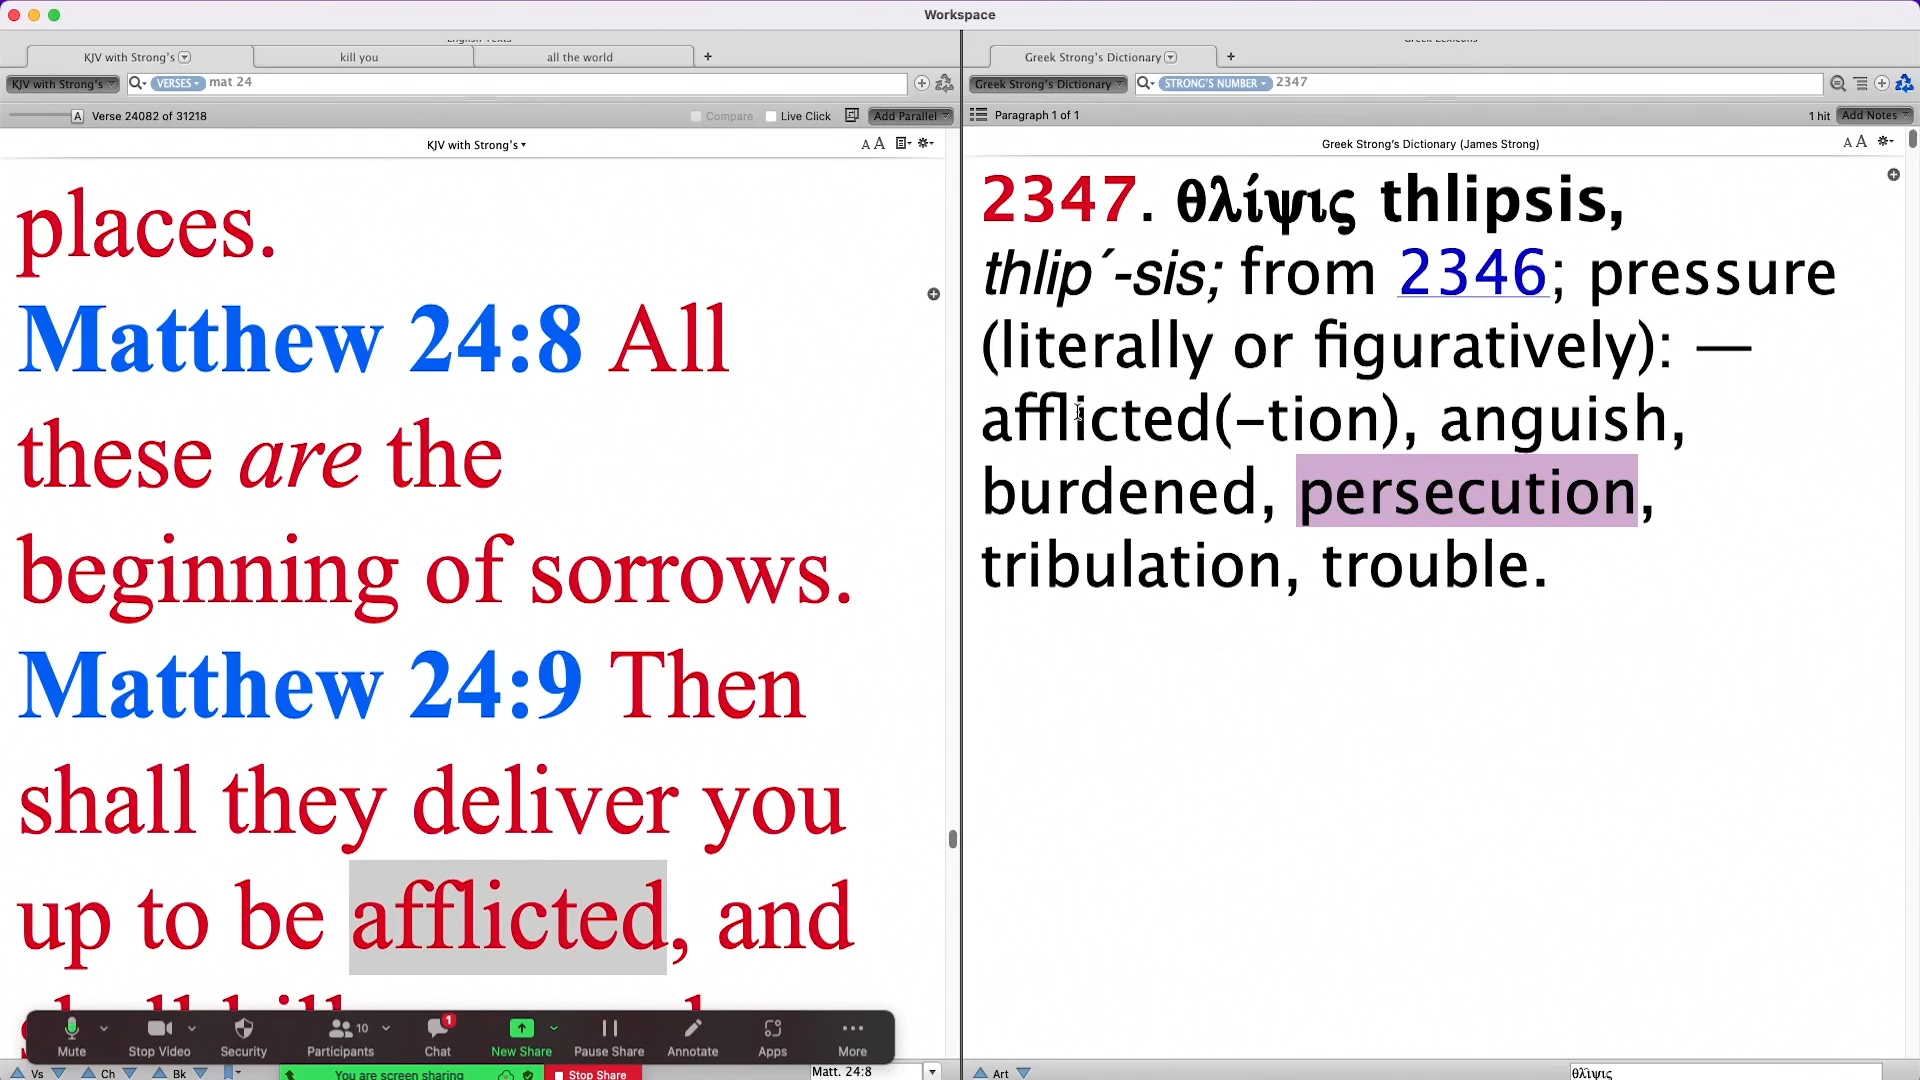 Workspace
KJV with Strong's
kill you
all the world
+
KJV with Strong's
VERSES
mat 24
A
Verse 24082 of 31218
Compare
Live Click
Add Parallel
KJV with Strong's
A A
places.
Matthew 24:8 All
these are the
beginning of sorrows.
Matthew 24:9 Then
shall they deliver you
up to be afflicted, and
Greek Strong's Dictionary
+
Greek Strong's Dictionary
STRONG'S NUMBER
2347
Paragraph 1 of 1
1 hit
Add Notes
Greek Strong's Dictionary (James Strong)
A A
2347. θλίψις thlipsis,
thlip´-sis; from 2346; pressure
(literally or figuratively): —
afflicted(-tion), anguish,
burdened, persecution,
tribulation, trouble.
10
1
Mute
Stop Video
Security
Participants
Chat
New Share
Pause Share
Annotate
Apps
More
Vs
Ch
Bk
You are screen sharing
Stop Share
Matt. 24:8
Art
θλῖψις